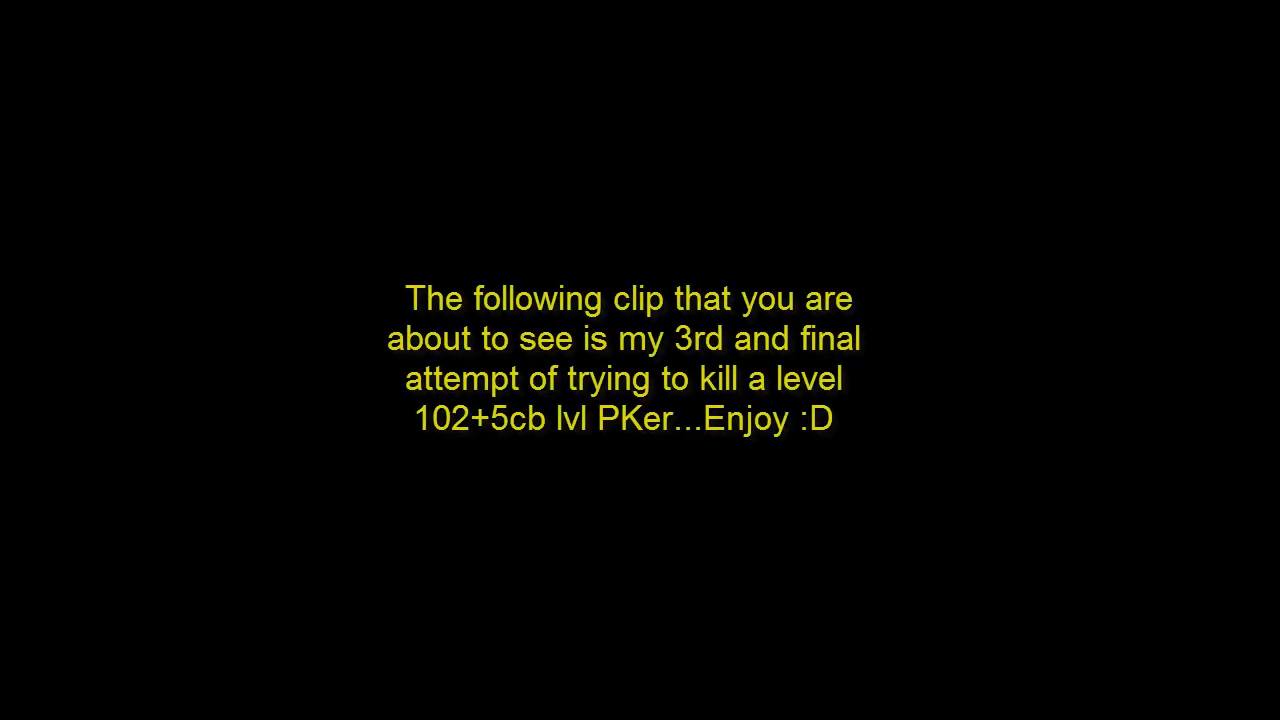 The following clip that you are
about to see is my 3rd and final
attempt of trying to kill a level
102+5cb lvl PKer...Enjoy :D